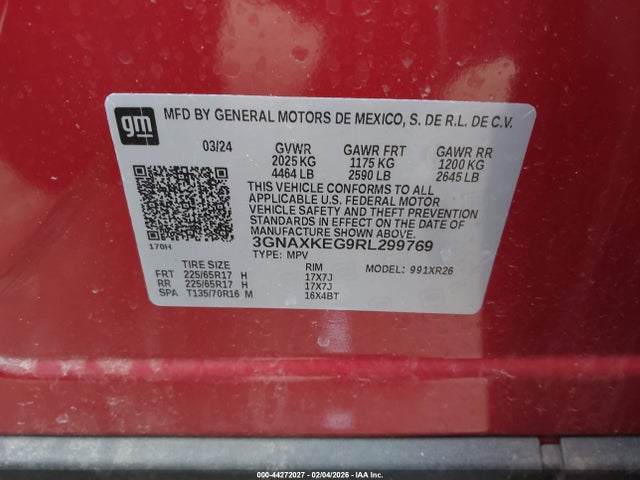 gm
MFD BY GENERAL MOTORS DE MEXICO, S. DE R.L. DE C.V.
03/24 GVWR GAWR FRT GAWR RR
2025 KG 1175 KG 1200 KG
4464 LB 2590 LB 2645 LB
THIS VEHICLE CONFORMS TO ALL
APPLICABLE U.S. FEDERAL MOTOR
VEHICLE SAFETY AND THEFT PREVENTION
STANDARDS IN EFFECT ON THE DATE OF
MANUFACTURE SHOWN ABOVE.
170H 3GNAXKEG9RL299769
TYPE: MPV
TIRE SIZE RIM MODEL: 991XR26
FRT 225/65R17 H 17X7J
RR 225/65R17 H 17X7J
SPA T135/70R16 M 16X4BT
000-44272027 - 02/04/2026 - IAA Inc.